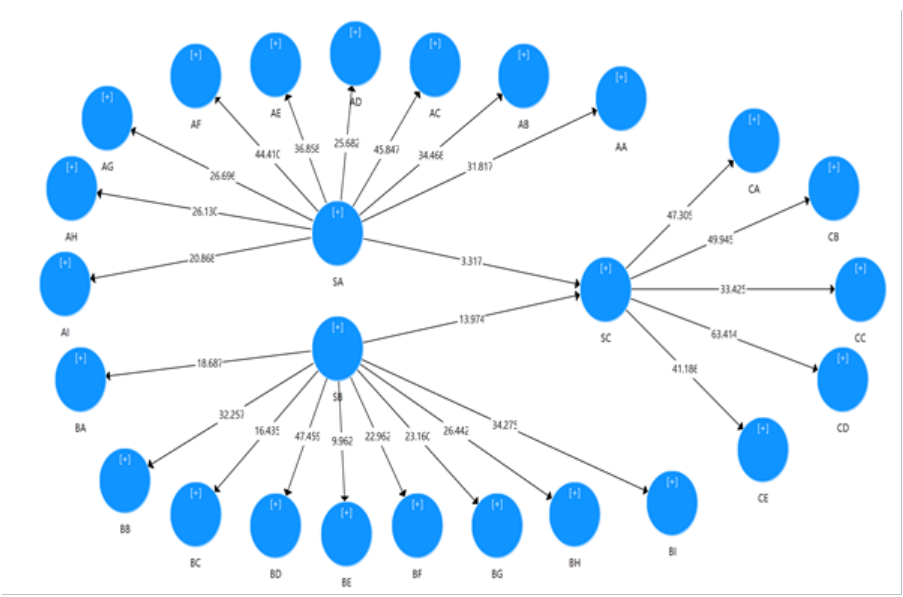 [+]
AD
[+]
AE
[+]
AC
[+]
AF
[+]
AB
[+]
AA
[+]
AG
[+]
CA
[+]
AH
[+]
CB
[+]
AI
25.682
36.858
45.847
44.410
34.468
31.817
26.696
26.130
20.868
[+]
SA
3.317
[+]
SC
47.305
49.945
33.425
63.414
41.186
[+]
CC
[+]
CD
[+]
CE
[+]
SB
13.974
18.687
32.257
16.435
47.459
9.962
22.962
23.160
26.442
34.275
[+]
BA
[+]
BB
[+]
BC
[+]
BD
[+]
BE
[+]
BF
[+]
BG
[+]
BH
[+]
BI